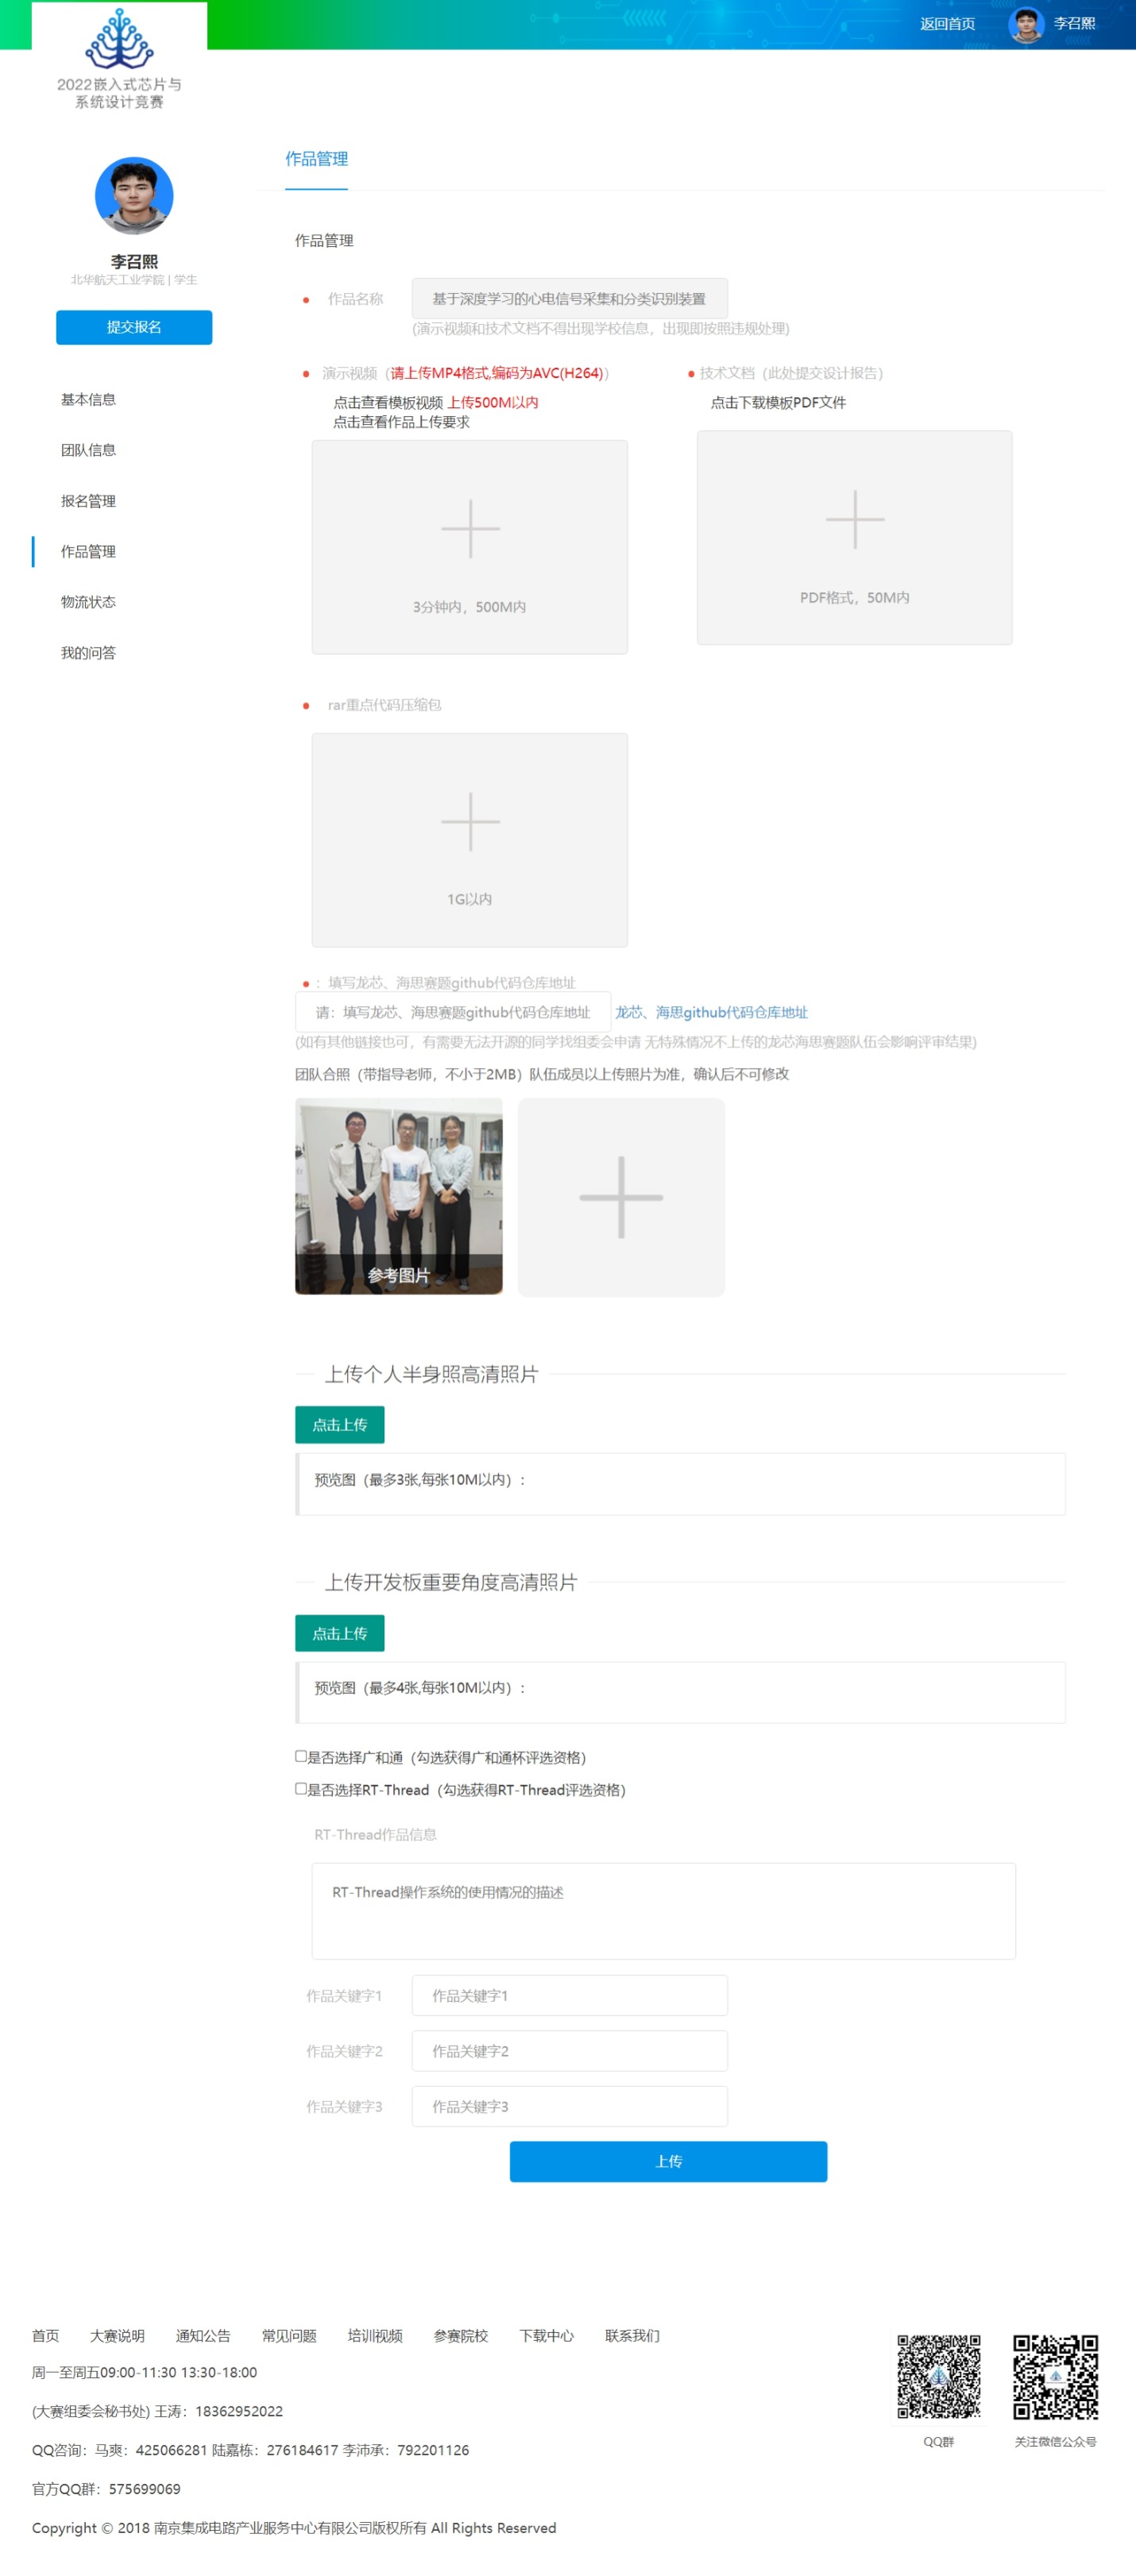 返回首页
李召熙
2022嵌入式芯片与
系统设计竞赛
李召熙
北华航天工业学院 | 学生
提交报名
基本信息
团队信息
报名管理
作品管理
物流状态
我的问答
作品管理
作品管理
作品名称
基于深度学习的心电信号采集和分类识别装置
(演示视频和技术文档不得出现学校信息，出现即按照违规处理)
演示视频（请上传MP4格式,编码为AVC(H264)）
点击查看模板视频 上传500M以内
点击查看作品上传要求
3分钟内，500M内
技术文档（此处提交设计报告）
点击下载模板PDF文件
PDF格式，50M内
rar重点代码压缩包
1G以内
：填写龙芯、海思赛题github代码仓库地址
请：填写龙芯、海思赛题github代码仓库地址 龙芯、海思github代码仓库地址
(如有其他链接也可，有需要无法开源的同学找组委会申请 无特殊情况不上传的龙芯海思赛题队伍会影响评审结果)
团队合照（带指导老师，不小于2MB）队伍成员以上传照片为准，确认后不可修改
参考图片
上传个人半身照高清照片
点击上传
预览图（最多3张,每张10M以内）：
上传开发板重要角度高清照片
点击上传
预览图（最多4张,每张10M以内）：
是否选择广和通（勾选获得广和通杯评选资格）
是否选择RT-Thread（勾选获得RT-Thread评选资格）
RT-Thread作品信息
RT-Thread操作系统的使用情况的描述
作品关键字1 作品关键字1
作品关键字2 作品关键字2
作品关键字3 作品关键字3
上传
首页 大赛说明 通知公告 常见问题 培训视频 参赛院校 下载中心 联系我们
周一至周五09:00-11:30 13:30-18:00
(大赛组委会秘书处) 王涛：18362952022
QQ咨询：马爽：425066281 陆嘉栋：276184617 李沛承：792201126
官方QQ群：575699069
Copyright © 2018 南京集成电路产业服务中心有限公司版权所有 All Rights Reserved
QQ群
关注微信公众号